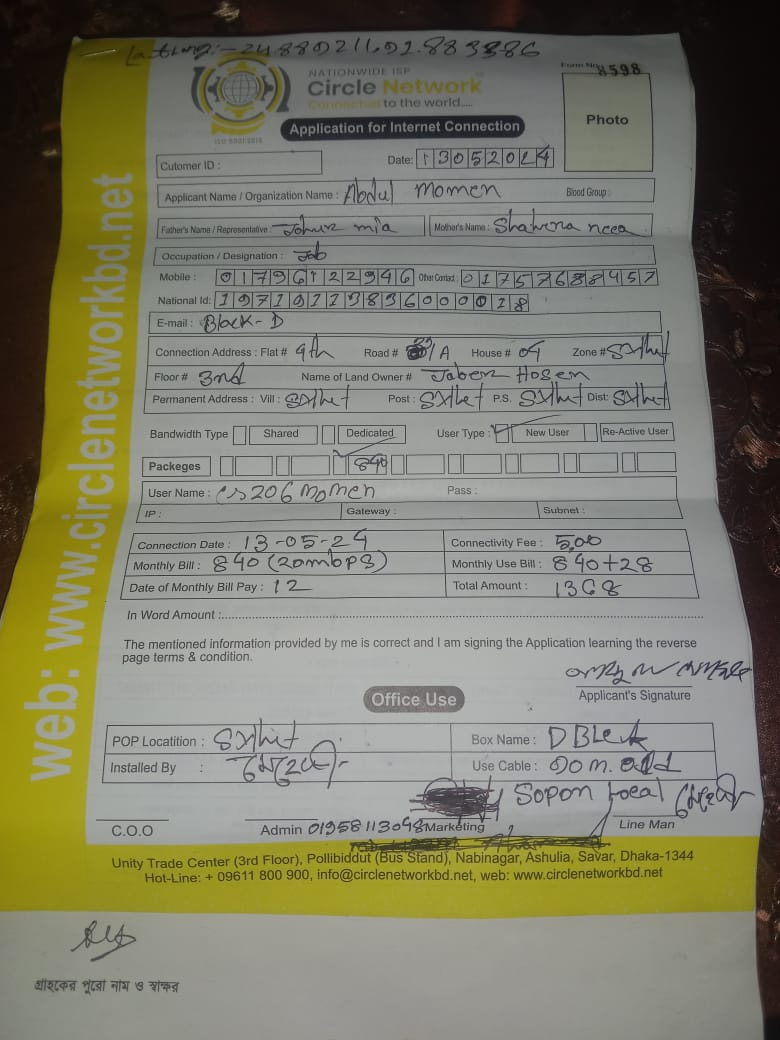 24.880211,
NATIONWIDE ISP
Form No 8598
Circle Network
Connected to the world....
ISO 9001:2015
Application for Internet Connection
Photo
Cutomer ID :
Date: 13052024
Applicant Name / Organization Name : Abdul momen
Blood Group :
Father's Name / Representative : Johur mia
Mother's Name : Shahena
Occupation / Designation : Job
Mobile : 01796122946 Other Contact : 01757688457
National Id:
E-mail : Block-D
Connection Address : Flat # 4th Road # /A House # 04 Zone #
Floor # 3nd Name of Land Owner # Jaber Hosen
Permanent Address : Vill : Post : P.S. Dist:
Bandwidth Type Shared Dedicated User Type : New User Re-Active User
Packeges 840
User Name : 206 momen Pass :
IP : Gateway : Subnet :
Connection Date : 13-05-24 Connectivity Fee : 500
Monthly Bill : 840 (20mbps) Monthly Use Bill : 840+28
Date of Monthly Bill Pay : 12 Total Amount : 1368
In Word Amount :
The mentioned information provided by me is correct and I am signing the Application learning the reverse
page terms & condition.
Applicant's Signature
Office Use
POP Locatition : Box Name : D Block
Installed By : Use Cable :
Sopon
C.O.O Admin 01958113098 Marketing Line Man
Unity Trade Center (3rd Floor), Pollibiddut (Bus Stand), Nabinagar, Ashulia, Savar, Dhaka-1344
Hot-Line: + 09611 800 900, info@circlenetworkbd.net, web: www.circlenetworkbd.net
গ্রাহকের পুরো নাম ও স্বাক্ষর
web: www.circlenetworkbd.net